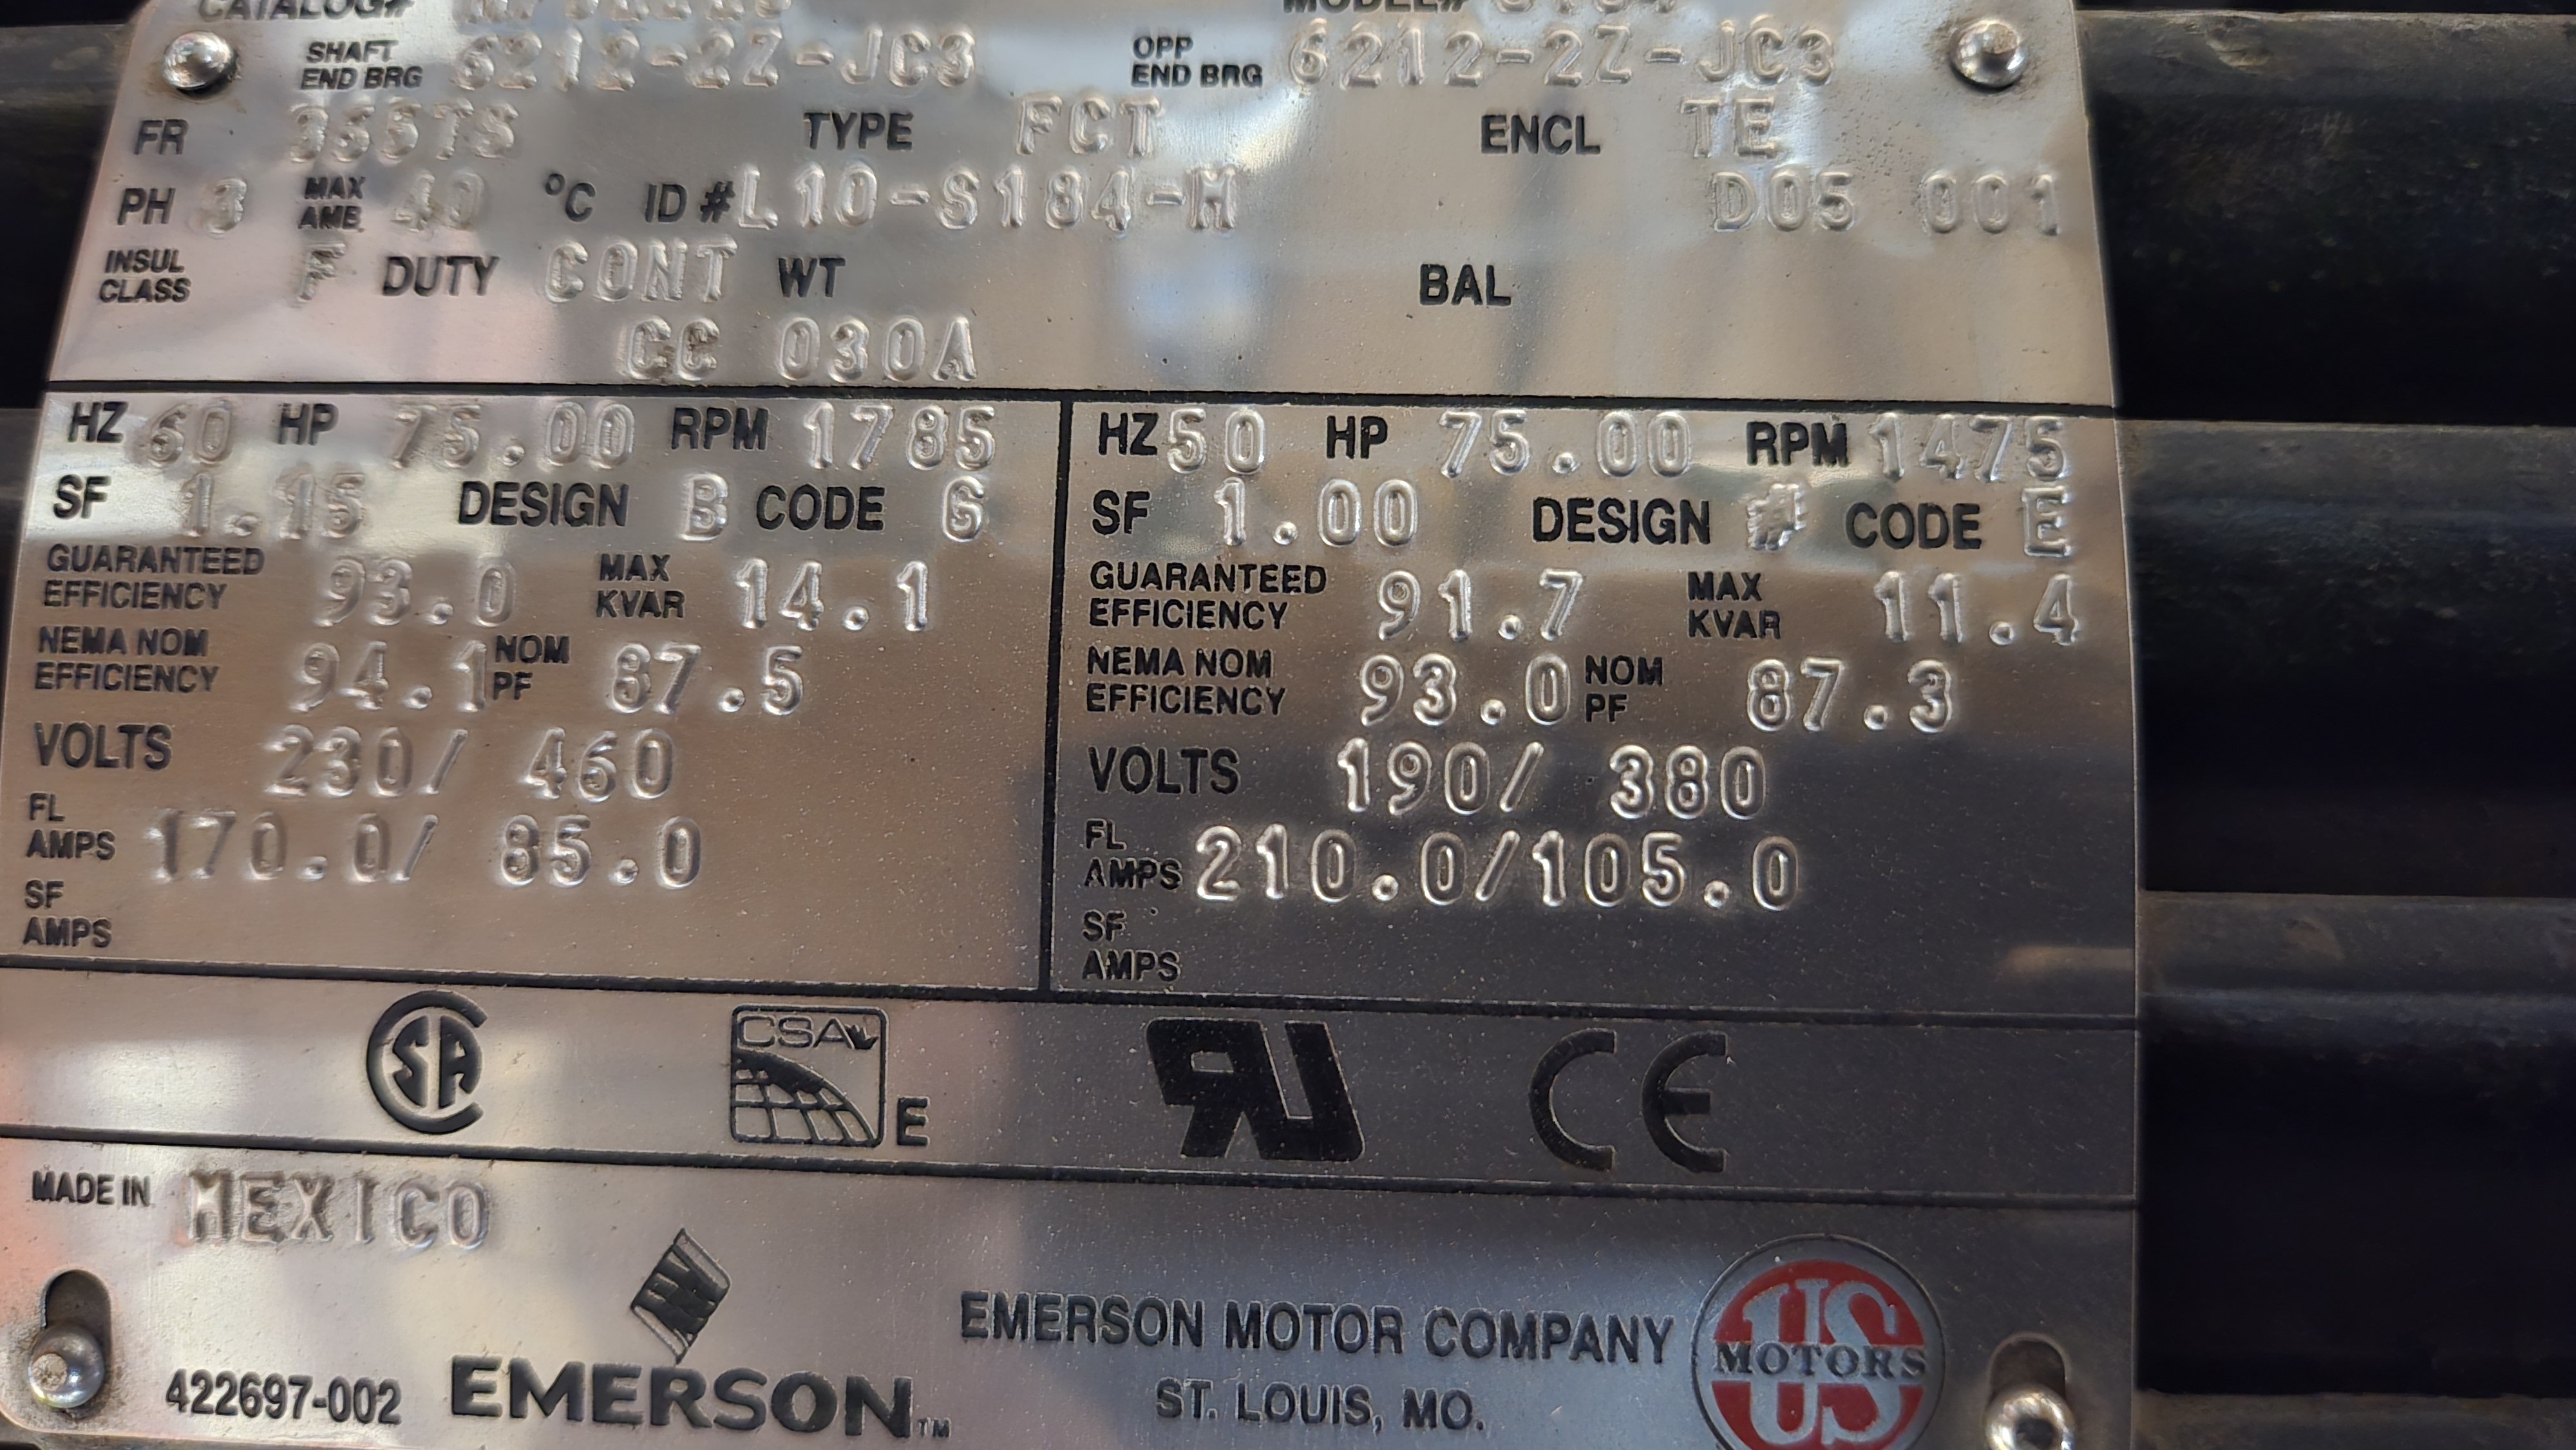 CATALOG# MODEL# S184
SHAFT END BRG 6212-2Z-JC3 OPP END BRG 6212-2Z-JC3
FR 365TS TYPE FCT ENCL TE
PH 3 MAX AMB. 40 °C ID# L10-S184-M D05 001
INSUL CLASS F DUTY CONT WT BAL
CC 030A
HZ 60 HP 75.00 RPM 1785
SF 1.15 DESIGN B CODE G
GUARANTEED EFFICIENCY 93.0 MAX KVAR 14.1
NEMA NOM EFFICIENCY 94.1 NOM PF 87.5
VOLTS 230/ 460
FL AMPS 170.0/ 85.0
SF AMPS
HZ 50 HP 75.00 RPM 1475
SF 1.00 DESIGN # CODE E
GUARANTEED EFFICIENCY 91.7 MAX KVAR 11.4
NEMA NOM EFFICIENCY 93.0 NOM PF 87.3
VOLTS 190/ 380
FL AMPS 210.0/105.0
SF AMPS
SA CSA E RU CE
MADE IN MEXICO
422697-002 EMERSON™
EMERSON MOTOR COMPANY
ST. LOUIS, MO.
US MOTORS